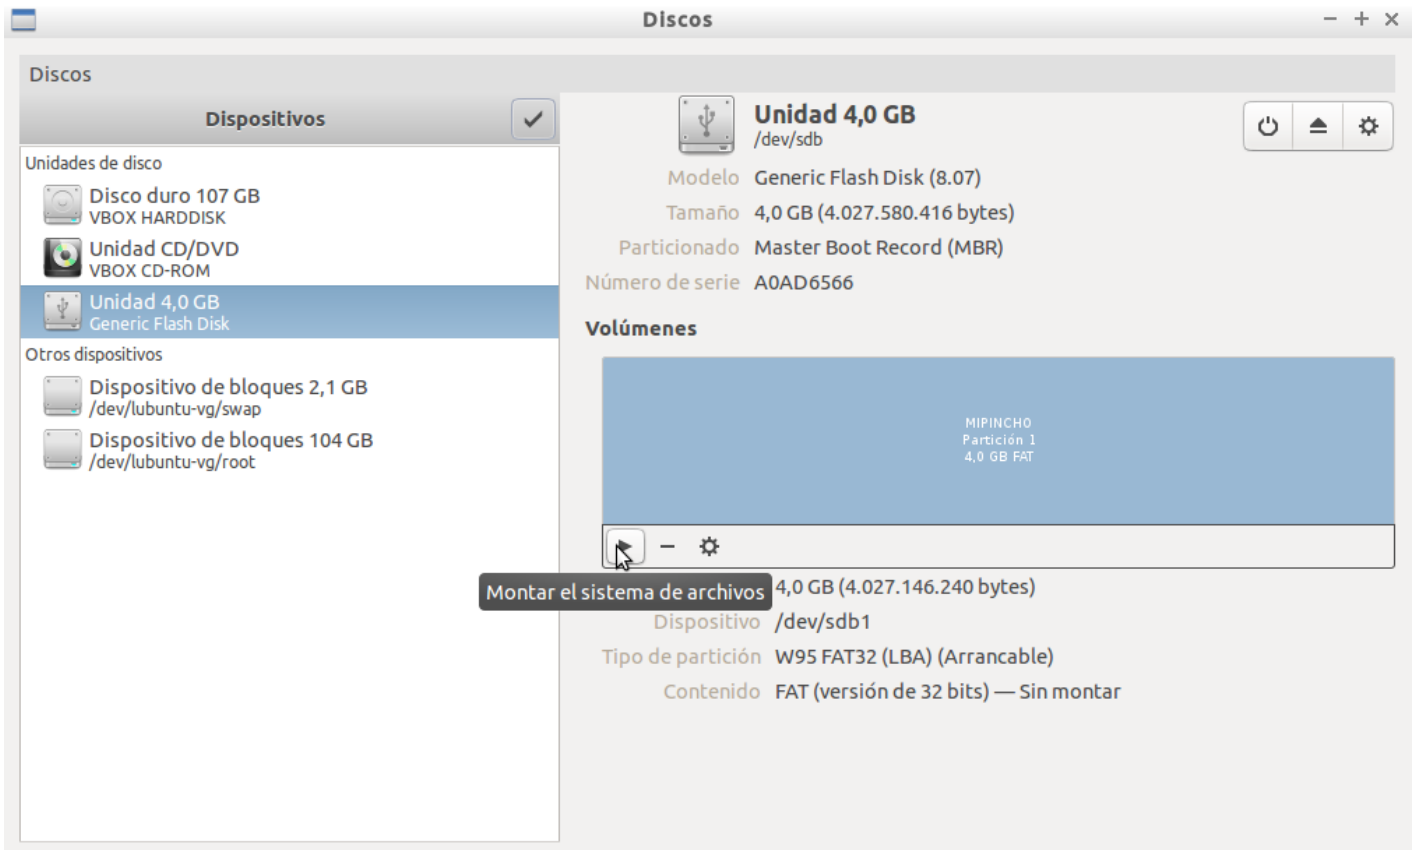 Discos
Discos
Dispositivos
Unidades de disco
Disco duro 107 GB
VBOX HARDDISK
Unidad CD/DVD
VBOX CD-ROM
Unidad 4,0 GB
Generic Flash Disk
Otros dispositivos
Dispositivo de bloques 2,1 GB
/dev/lubuntu-vg/swap
Dispositivo de bloques 104 GB
/dev/lubuntu-vg/root
Unidad 4,0 GB
/dev/sdb
Modelo Generic Flash Disk (8.07)
Tamaño 4,0 GB (4.027.580.416 bytes)
Particionado Master Boot Record (MBR)
Número de serie A0AD6566
Volúmenes
MIPINCHO
Partición 1
4,0 GB FAT
Montar el sistema de archivos
4,0 GB (4.027.146.240 bytes)
Dispositivo /dev/sdb1
Tipo de partición W95 FAT32 (LBA) (Arrancable)
Contenido FAT (versión de 32 bits) — Sin montar